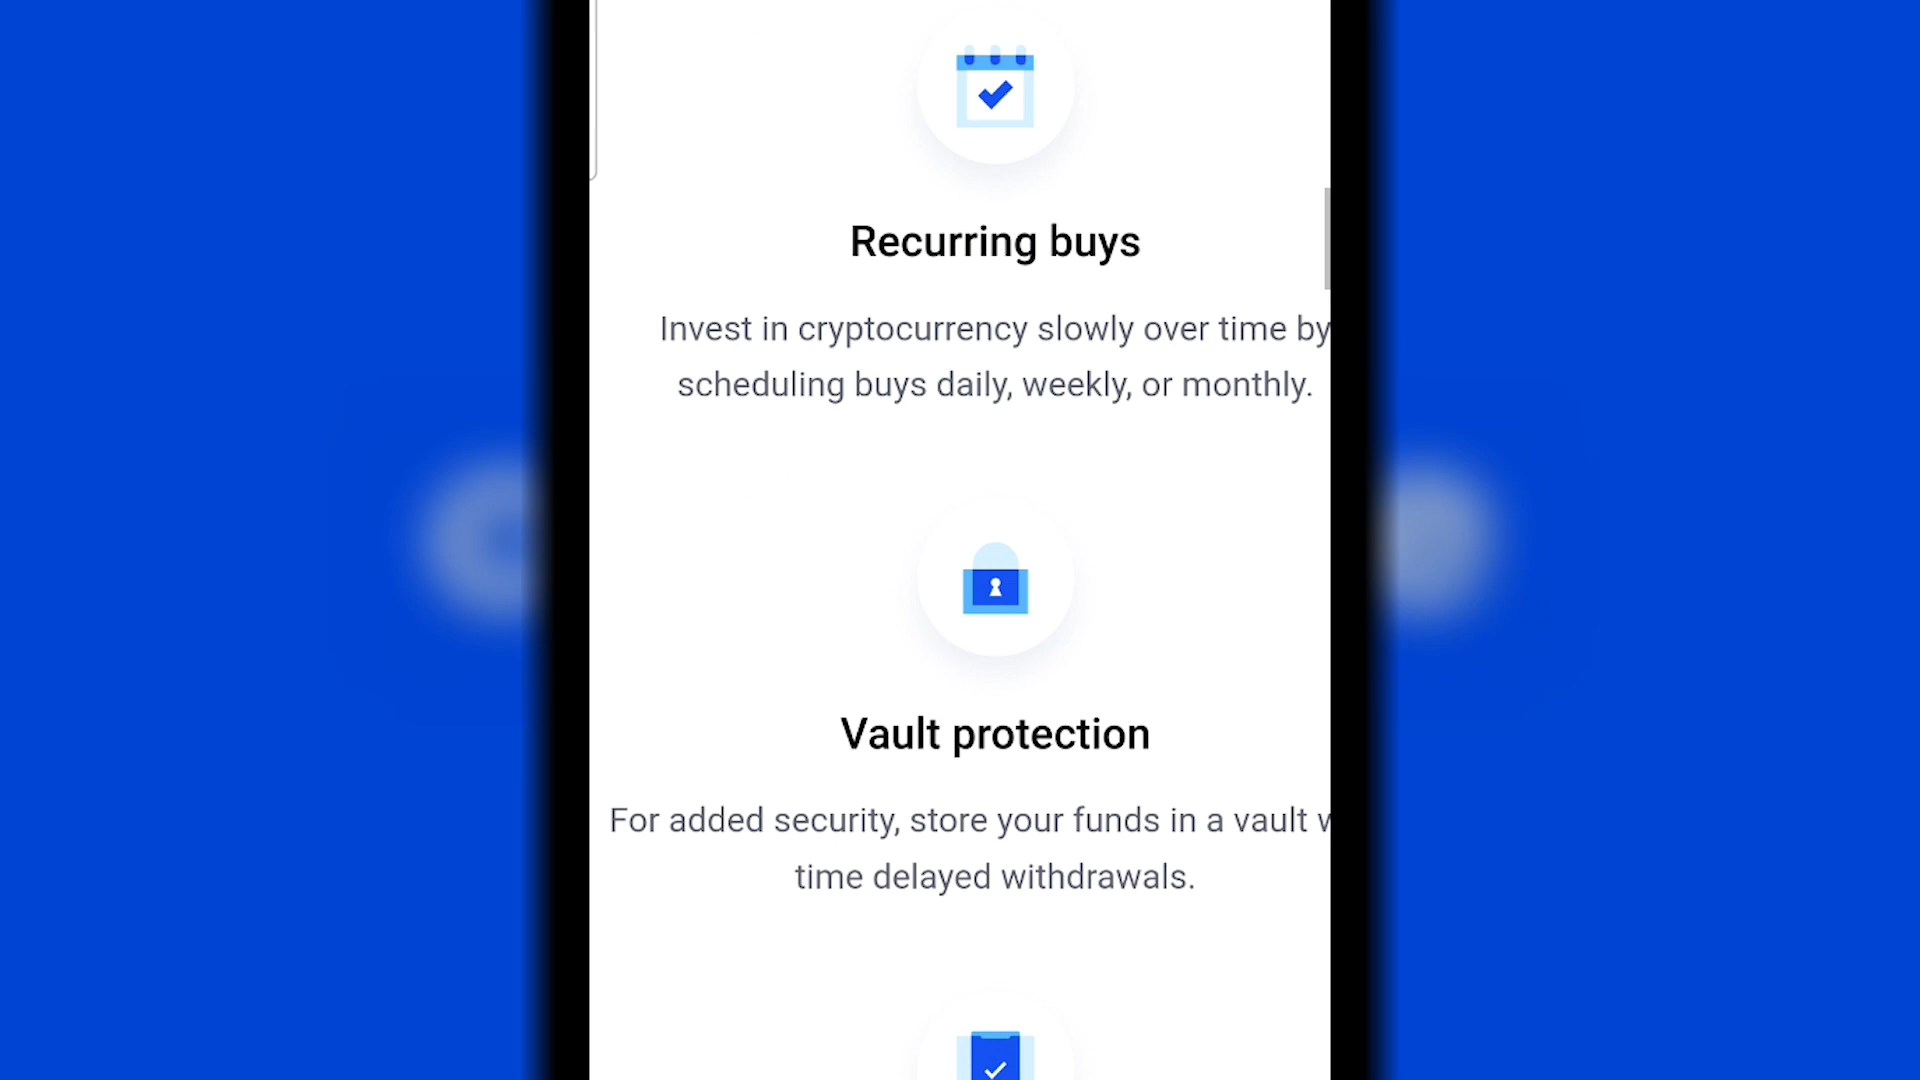 Recurring buys
Invest in cryptocurrency slowly over time by
scheduling buys daily, weekly, or monthly.
Vault protection
For added security, store your funds in a vault
time delayed withdrawals.